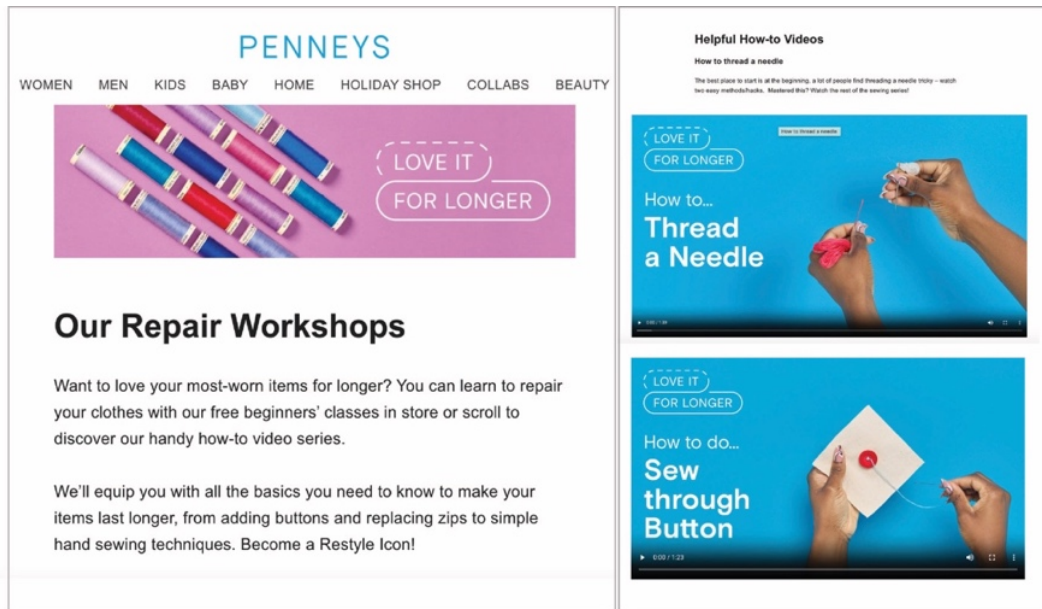 PENNEYS
WOMEN MEN KIDS BABY HOME HOLIDAY SHOP COLLABS BEAUTY
LOVE IT
FOR LONGER
Our Repair Workshops
Want to love your most-worn items for longer? You can learn to repair
your clothes with our free beginners' classes in store or scroll to
discover our handy how-to video series.
We'll equip you with all the basics you need to know to make your
items last longer, from adding buttons and replacing zips to simple
hand sewing techniques. Become a Restyle Icon!
Helpful How-to Videos
How to thread a needle
The best place to start is at the beginning, a lot of people find threading a needle tricky – watch
two easy methods/hacks. Mastered this? Watch the rest of the sewing series!
How to thread a needle
LOVE IT
FOR LONGER
How to...
Thread
a Needle
LOVE IT
FOR LONGER
How to do...
Sew
through
Button
0:00 / 1:23